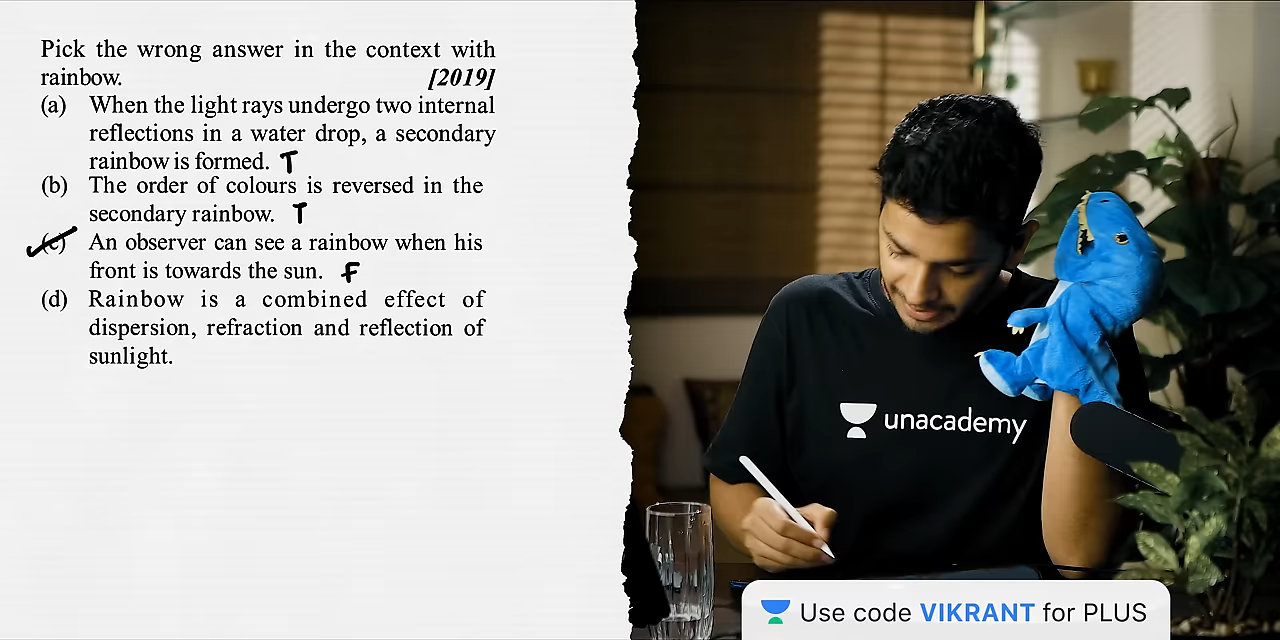 Pick the wrong answer in the context with
rainbow. [2019]
(a) When the light rays undergo two internal
reflections in a water drop, a secondary
rainbow is formed. T
(b) The order of colours is reversed in the
secondary rainbow. T
(c) An observer can see a rainbow when his
front is towards the sun. F
(d) Rainbow is a combined effect of
dispersion, refraction and reflection of
sunlight.
unacademy
Use code VIKRANT for PLUS